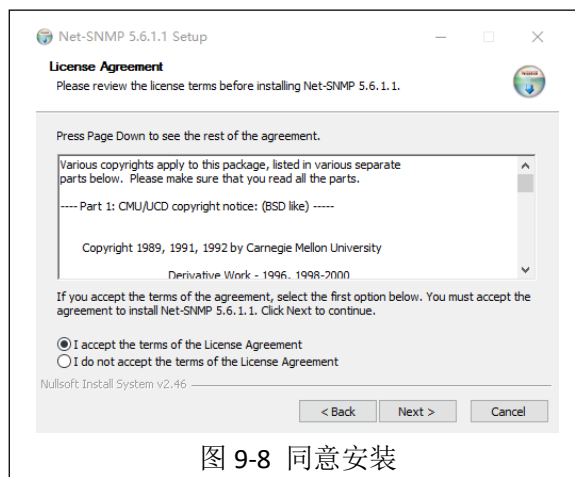 Net-SNMP 5.6.1.1 Setup
License Agreement
Please review the license terms before installing Net-SNMP 5.6.1.1.
Press Page Down to see the rest of the agreement.
Various copyrights apply to this package, listed in various separate
parts below. Please make sure that you read all the parts.
---- Part 1: CMU/UCD copyright notice: (BSD like) -----
Copyright 1989, 1991, 1992 by Carnegie Mellon University
Derivative Work - 1996, 1998-2000
If you accept the terms of the agreement, select the first option below. You must accept the
agreement to install Net-SNMP 5.6.1.1. Click Next to continue.
I accept the terms of the License Agreement
I do not accept the terms of the License Agreement
Nullsoft Install System v2.46
< Back Next > Cancel
图 9-8 同意安装